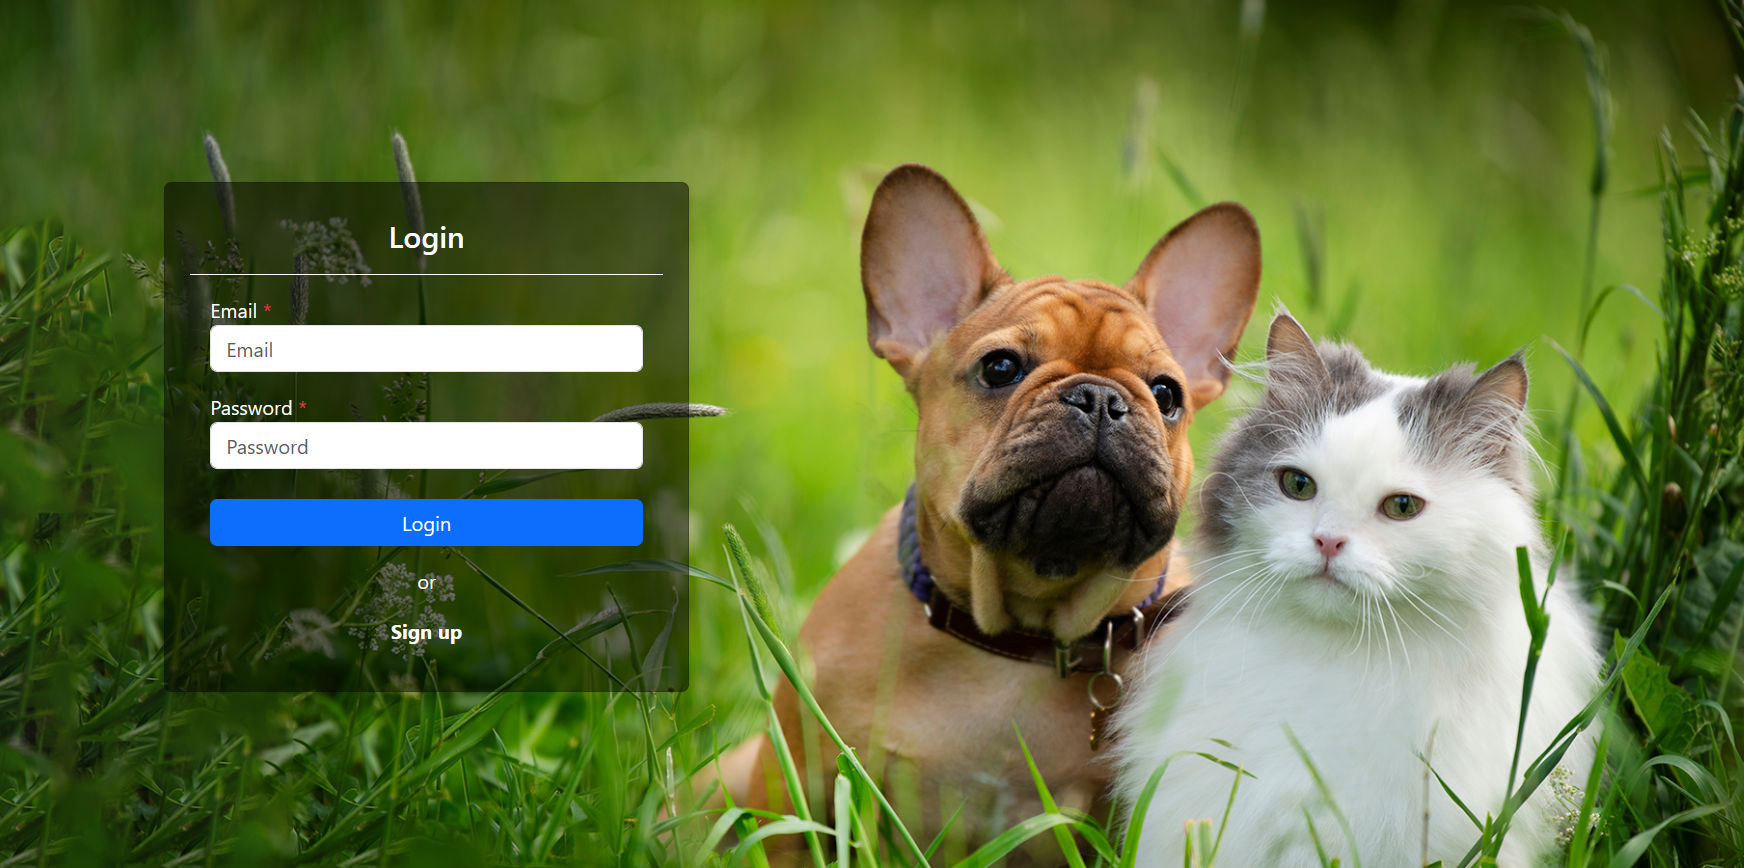 Login
Email *
Email
Password *
Password
Login
or
Sign up